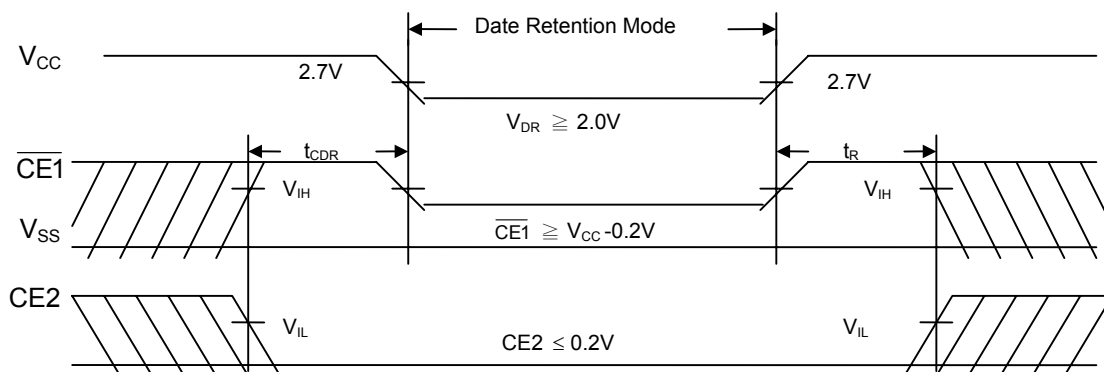 Date Retention Mode
VCC
2.7V
2.7V
VDR ≧ 2.0V
CE1
tCDR
tR
VIH
VIH
VSS
CE1 ≧ VCC-0.2V
CE2
VIL
VIL
CE2 ≤ 0.2V